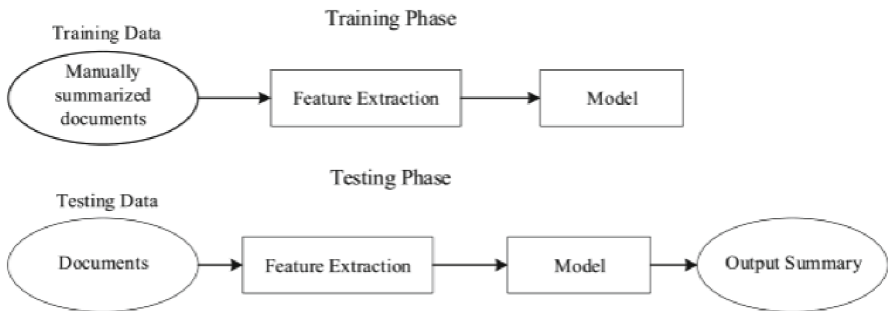 Training Phase
Training Data
Manually
summarized
documents
Feature Extraction
Model
Testing Phase
Testing Data
Documents
Feature Extraction
Model
Output Summary